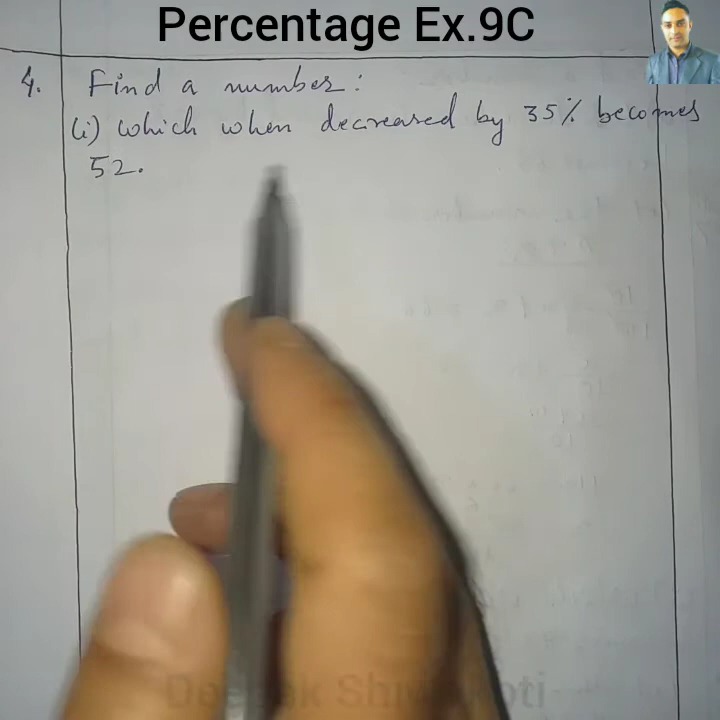 Percentage Ex.9C
4. Find a number:
(i) which when decreased by 35% becomes
52.